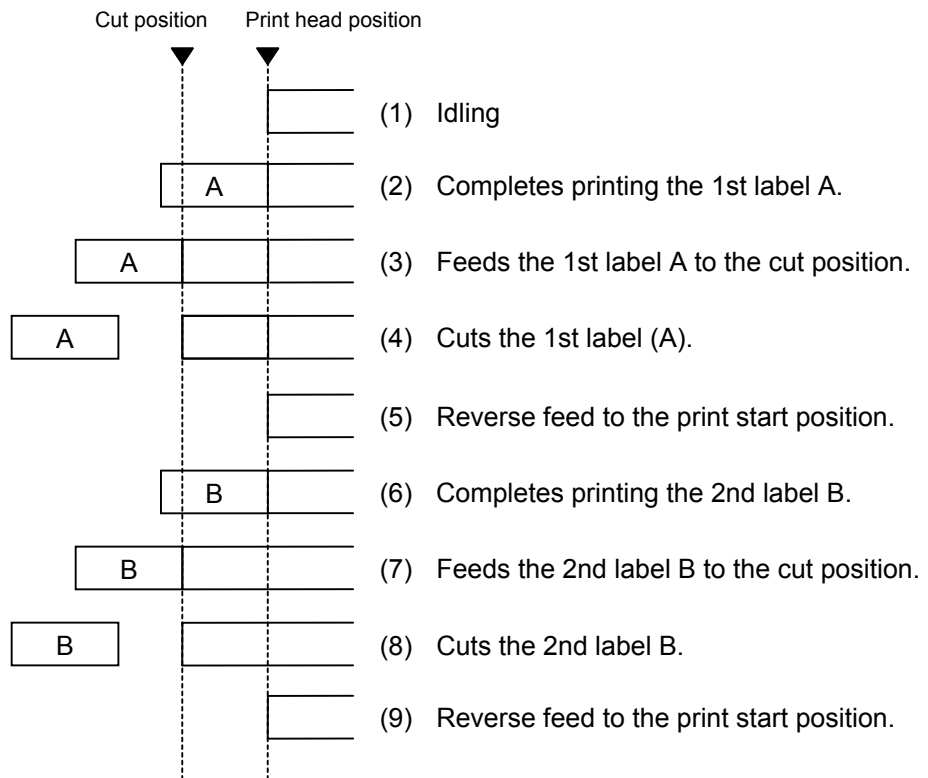 Cut position Print head position
(1) Idling
A (2) Completes printing the 1st label A.
A (3) Feeds the 1st label A to the cut position.
A (4) Cuts the 1st label (A).
(5) Reverse feed to the print start position.
B (6) Completes printing the 2nd label B.
B (7) Feeds the 2nd label B to the cut position.
B (8) Cuts the 2nd label B.
(9) Reverse feed to the print start position.